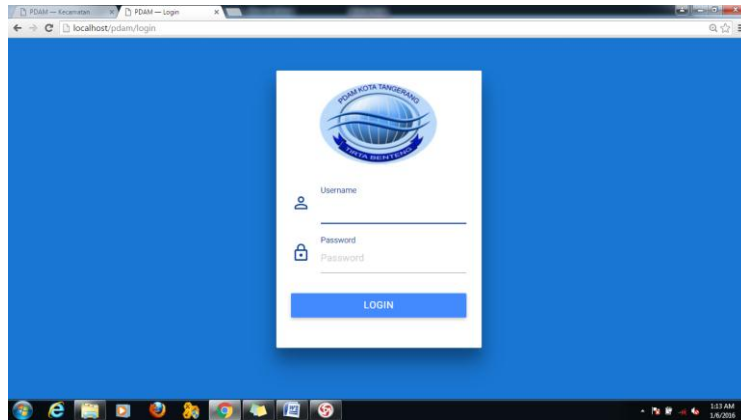 PDAM — Kecamatan
PDAM — Login
localhost/pdam/login
PDAM KOTA TANGERANG
TIRTA BENTENG
Username
Password
Password
LOGIN
1:13 AM
1/6/2016